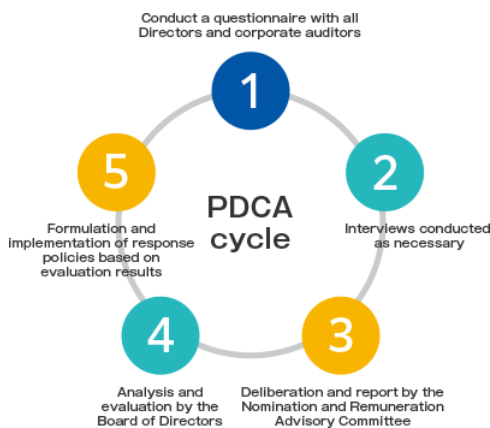 Conduct a questionnaire with all
Directors and corporate auditors
1
2
Interviews conducted
as necessary
3
Deliberation and report by the
Nomination and Remuneration
Advisory Committee
4
Analysis and
evaluation by the
Board of Directors
5
Formulation and
implementation of response
policies based on
evaluation results
PDCA
cycle